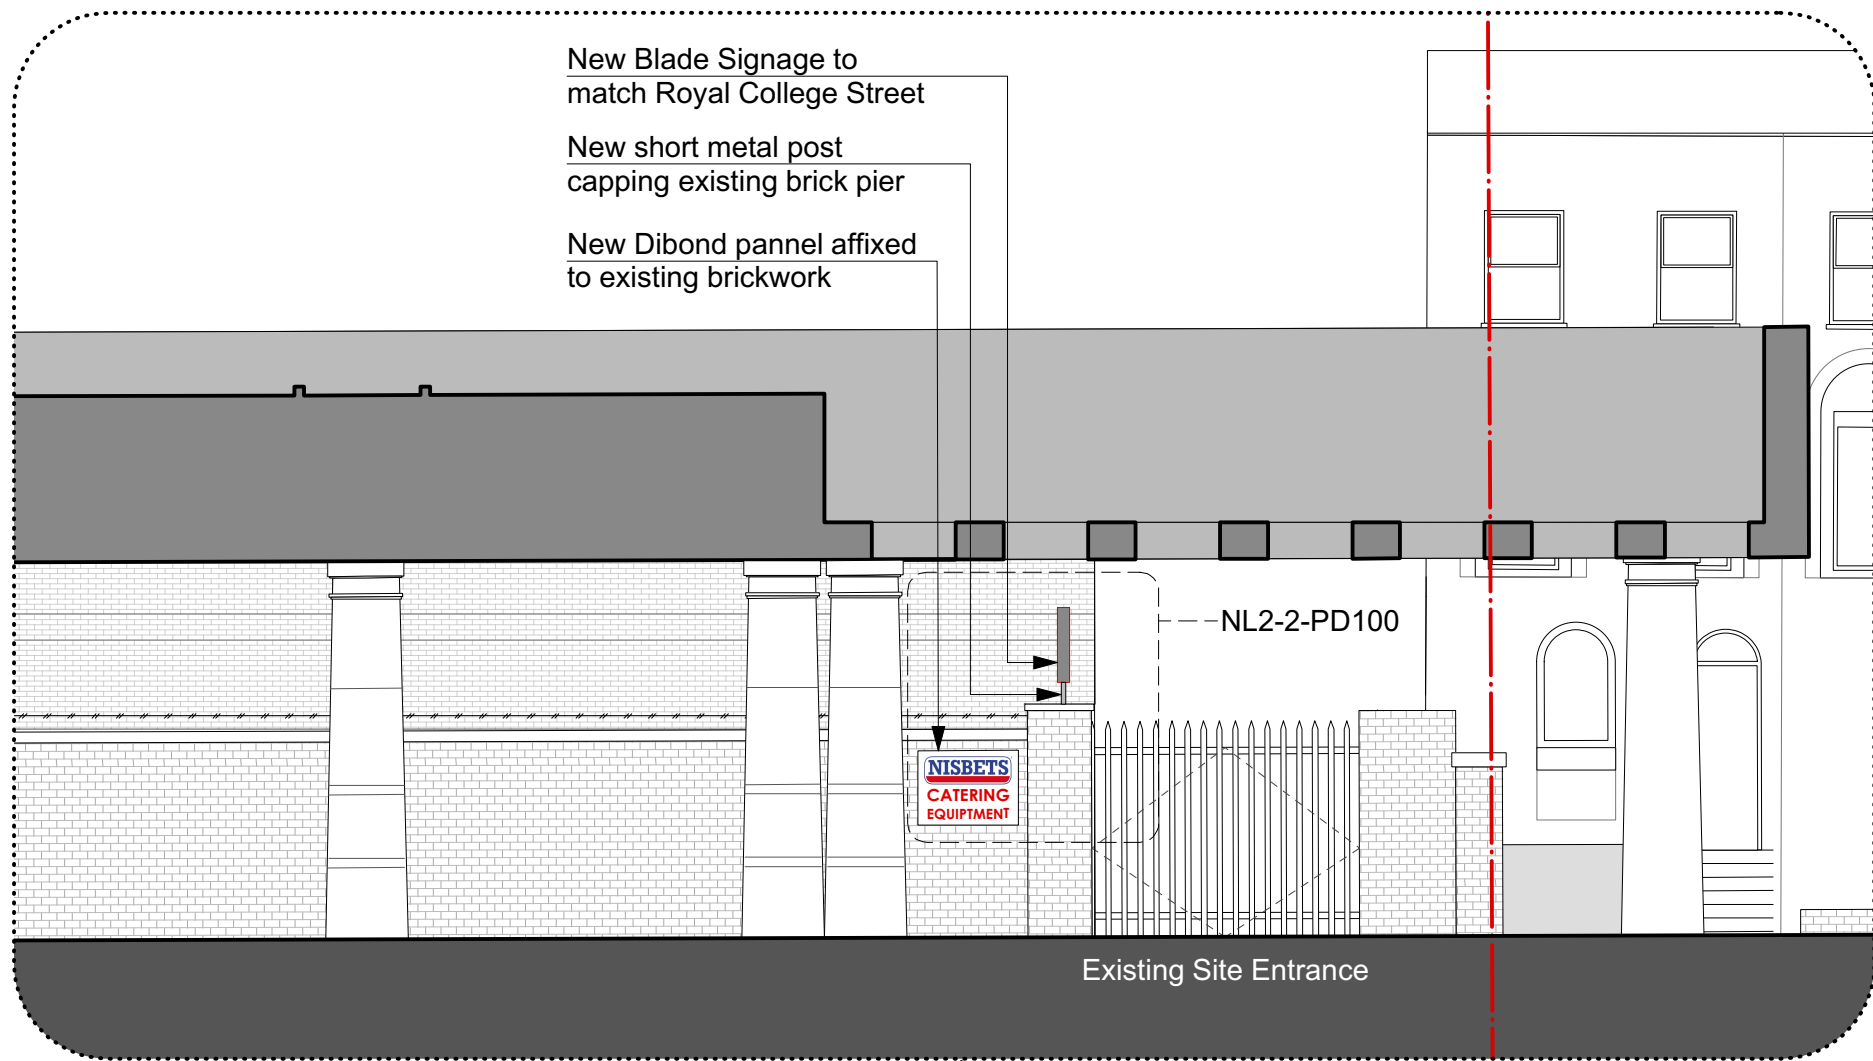 New Blade Signage to
match Royal College Street
New short metal post
capping existing brick pier
New Dibond pannel affixed
to existing brickwork
NL2-2-PD100
NISBETS
CATERING
EQUIPTMENT
Existing Site Entrance